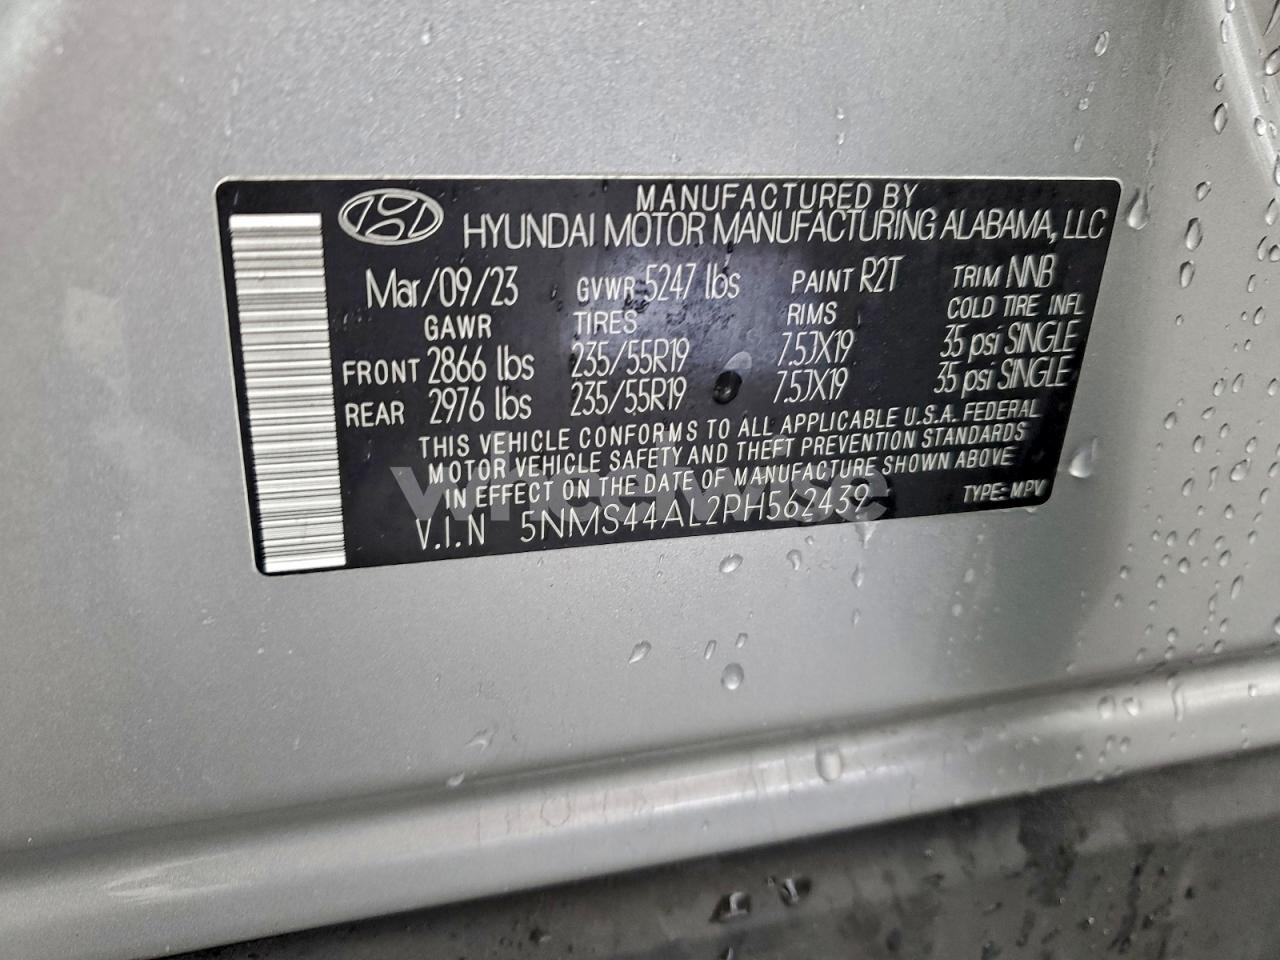 MANUFACTURED BY
HYUNDAI MOTOR MANUFACTURING ALABAMA, LLC
Mar/09/23 GVWR 5247 lbs PAINT R2T TRIM NNB
GAWR TIRES RIMS COLD TIRE INFL
FRONT 2866 lbs 235/55R19 7.5JX19 35 psi SINGLE
REAR 2976 lbs 235/55R19 7.5JX19 35 psi SINGLE
THIS VEHICLE CONFORMS TO ALL APPLICABLE U.S.A. FEDERAL
MOTOR VEHICLE SAFETY AND THEFT PREVENTION STANDARDS
IN EFFECT ON THE DATE OF MANUFACTURE SHOWN ABOVE
V.I.N 5NMS44AL2PH562439 TYPE: MPV
wheelwise